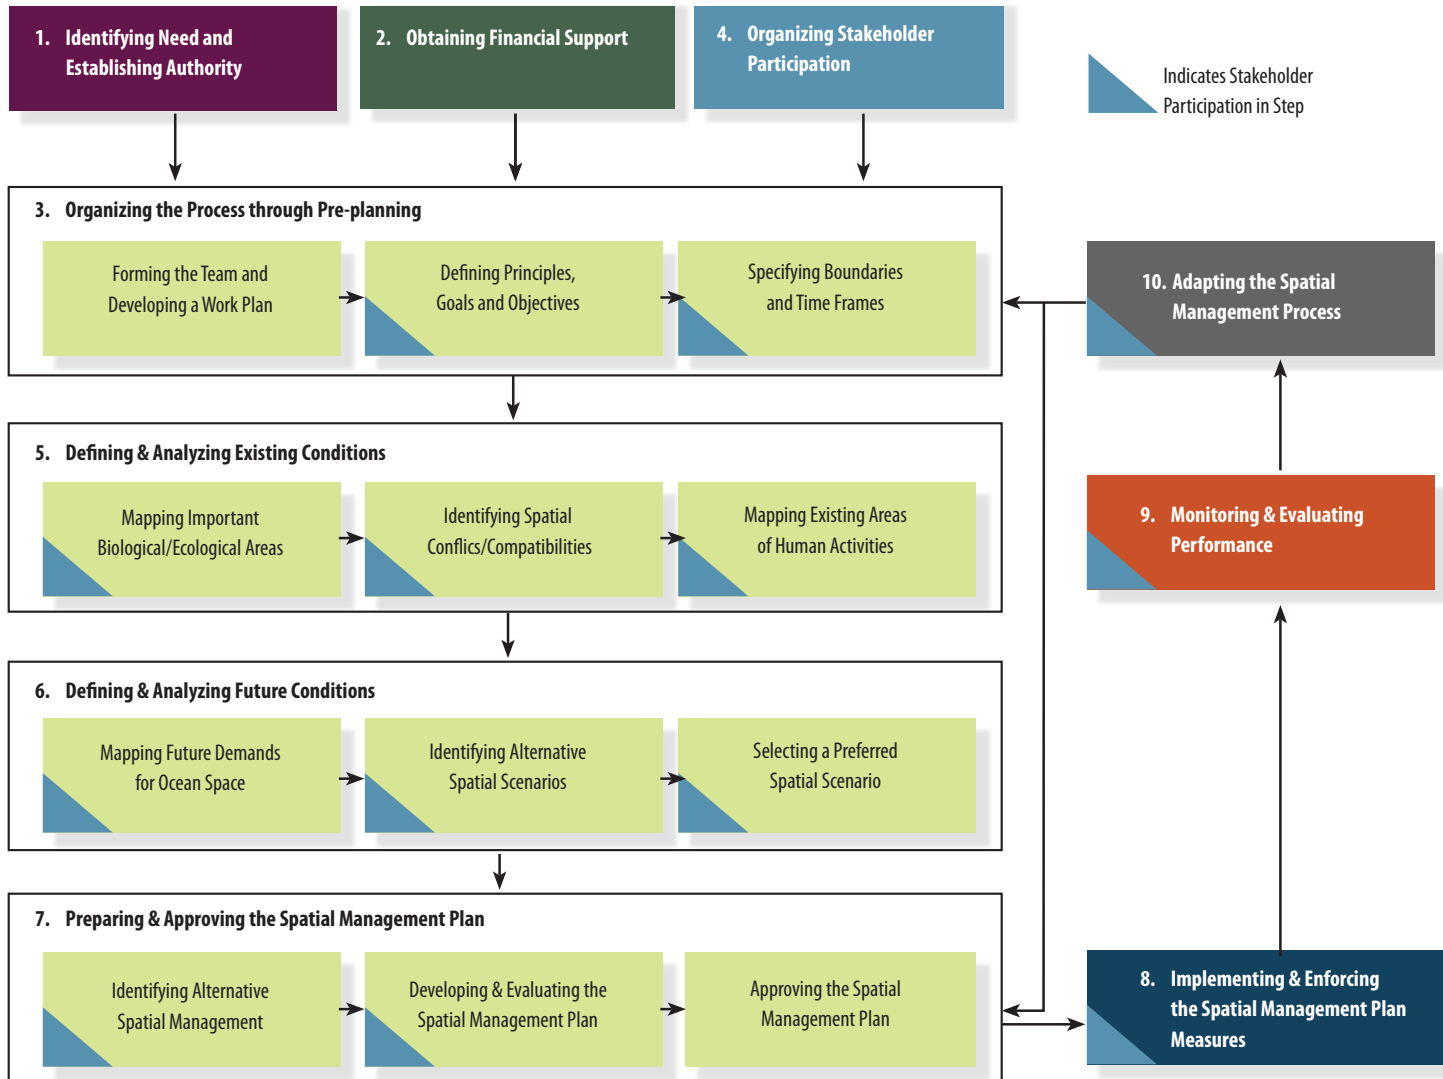 1. Identifying Need and
Establishing Authority
2. Obtaining Financial Support
4. Organizing Stakeholder
Participation
Indicates Stakeholder
Participation in Step
3. Organizing the Process through Pre-planning
Forming the Team and
Developing a Work Plan
Defining Principles,
Goals and Objectives
Specifying Boundaries
and Time Frames
10. Adapting the Spatial
Management Process
5. Defining & Analyzing Existing Conditions
Mapping Important
Biological/Ecological Areas
Identifying Spatial
Conflics/Compatibilities
Mapping Existing Areas
of Human Activities
9. Monitoring & Evaluating
Performance
6. Defining & Analyzing Future Conditions
Mapping Future Demands
for Ocean Space
Identifying Alternative
Spatial Scenarios
Selecting a Preferred
Spatial Scenario
7. Preparing & Approving the Spatial Management Plan
Identifying Alternative
Spatial Management
Developing & Evaluating the
Spatial Management Plan
Approving the Spatial
Management Plan
8. Implementing & Enforcing
the Spatial Management Plan
Measures